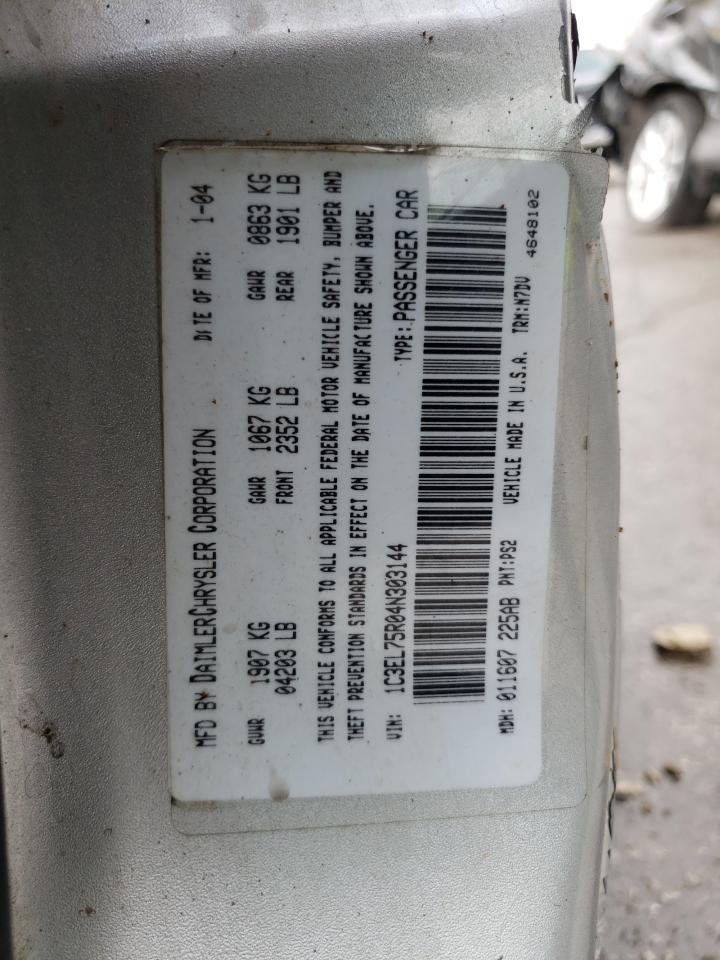 MFD BY DAIMLERCHRYSLER CORPORATION DATE OF MFR: 1-04
GVWR 1907 KG GAWR 1067 KG GAWR 0863 KG
04203 LB FRONT 2352 LB REAR 1901 LB
THIS VEHICLE CONFORMS TO ALL APPLICABLE FEDERAL MOTOR VEHICLE SAFETY, BUMPER AND
THEFT PREVENTION STANDARDS IN EFFECT ON THE DATE OF MANUFACTURE SHOWN ABOVE.
VIN: 1C3EL75R04N303144 TYPE: PASSENGER CAR
MDH: 011607 225AB PNT:PS2 VEHICLE MADE IN U.S.A. TRM:N7DV
4648102